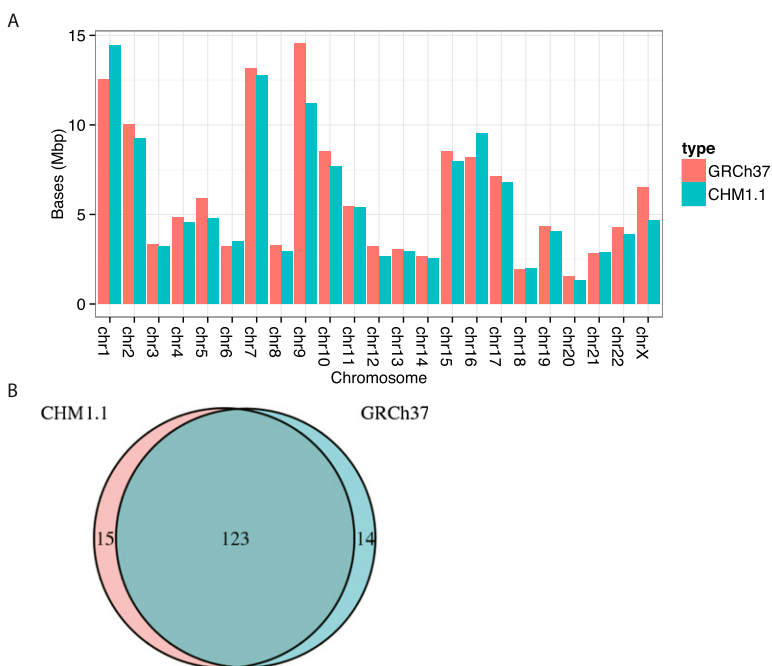 A
15
10
5
0
Bases (Mbp)
chr1 chr2 chr3 chr4 chr5 chr6 chr7 chr8 chr9 chr10 chr11 chr12 chr13 chr14 chr15 chr16 chr17 chr18 chr19 chr20 chr21 chr22 chrX
Chromosome
type
GRCh37
CHM1.1
B
CHM1.1 GRCh37
15 123 14